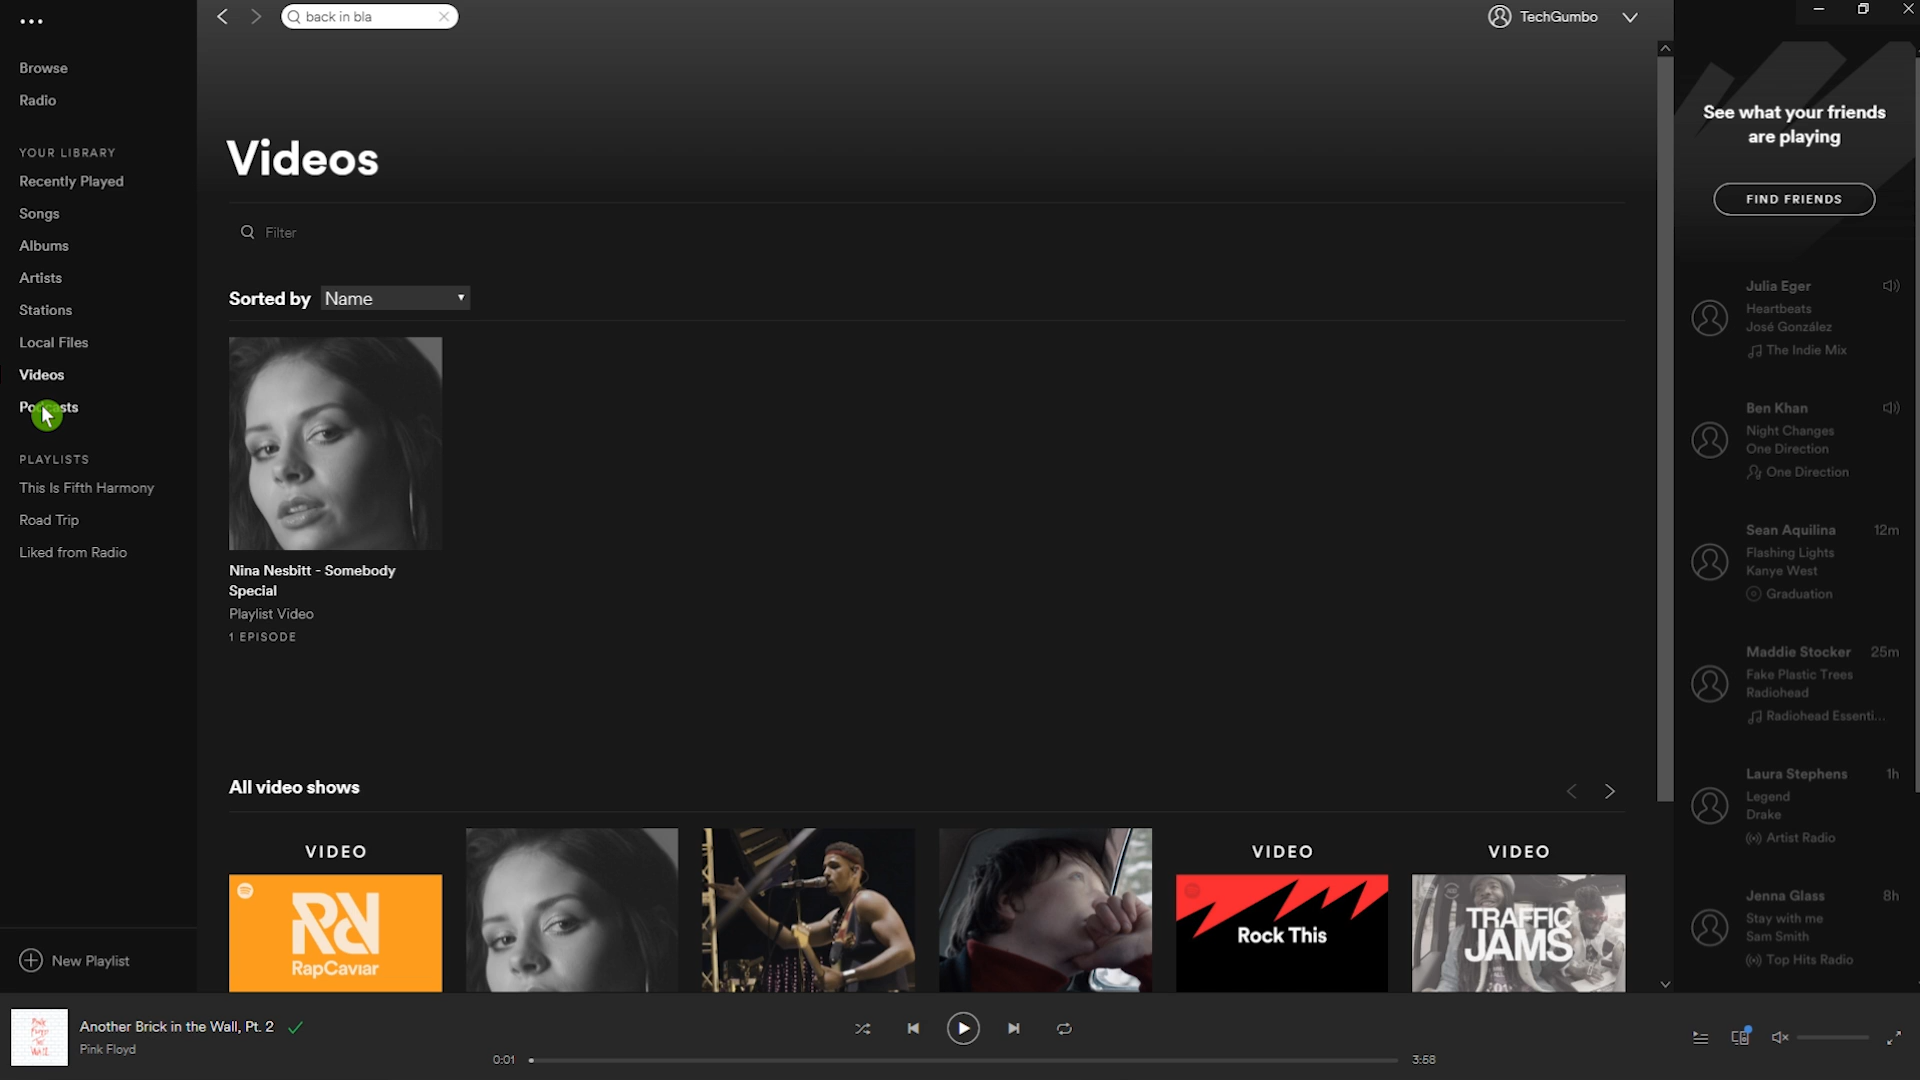 back in bla
TechGumbo
Browse
Radio
YOUR LIBRARY
Recently Played
Songs
Albums
Artists
Stations
Local Files
Videos
Podcasts
PLAYLISTS
This Is Fifth Harmony
Road Trip
Liked from Radio
New Playlist
Videos
Filter
Sorted by Name
Nina Nesbitt - Somebody
Special
Playlist Video
1 EPISODE
All video shows
VIDEO
RapCaviar
VIDEO
Rock This
VIDEO
TRAFFIC
JAMS
See what your friends
are playing
FIND FRIENDS
Julia Eger
Heartbeats
José González
The Indie Mix
Ben Khan
Night Changes
One Direction
One Direction
Sean Aquilina 12m
Flashing Lights
Kanye West
Graduation
Maddie Stocker 25m
Fake Plastic Trees
Radiohead
Radiohead Essenti...
Laura Stephens 1h
Legend
Drake
Artist Radio
Jenna Glass 8h
Stay with me
Sam Smith
Top Hits Radio
Another Brick in the Wall, Pt. 2
Pink Floyd
0:01
3:58